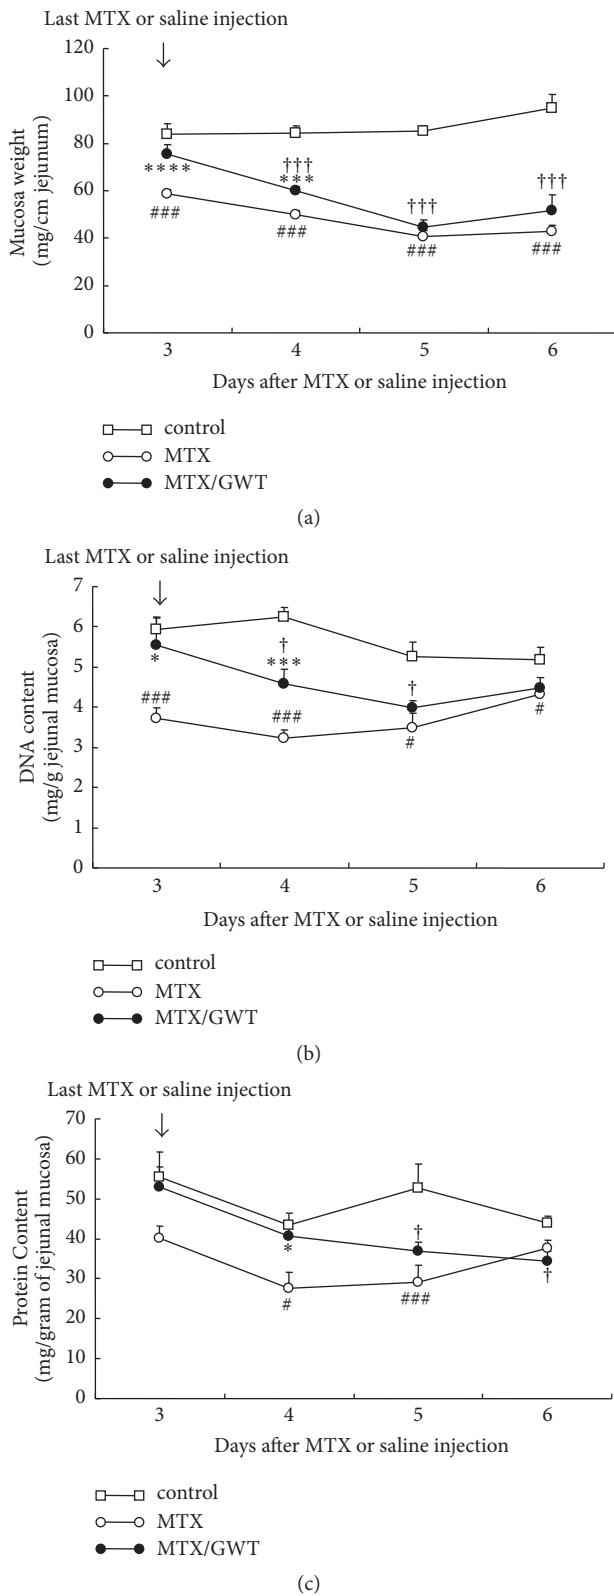 Last MTX or saline injection
120
100
80
60
40
20
0
Mucosa weight
(mg/cm jejunum)
****
†††
***
†††
†††
###
###
###
###
3 4 5 6
Days after MTX or saline injection
control
MTX
MTX/GWT
(a)
Last MTX or saline injection
7
6
5
4
3
2
1
0
DNA content
(mg/g jejunal mucosa)
*
†
***
†
###
###
#
#
3 4 5 6
Days after MTX or saline injection
control
MTX
MTX/GWT
(b)
Last MTX or saline injection
70
60
50
40
30
20
10
0
Protein Content
(mg/gram of jejunal mucosa)
*
†
†
#
###
3 4 5 6
Days after MTX or saline injection
control
MTX
MTX/GWT
(c)